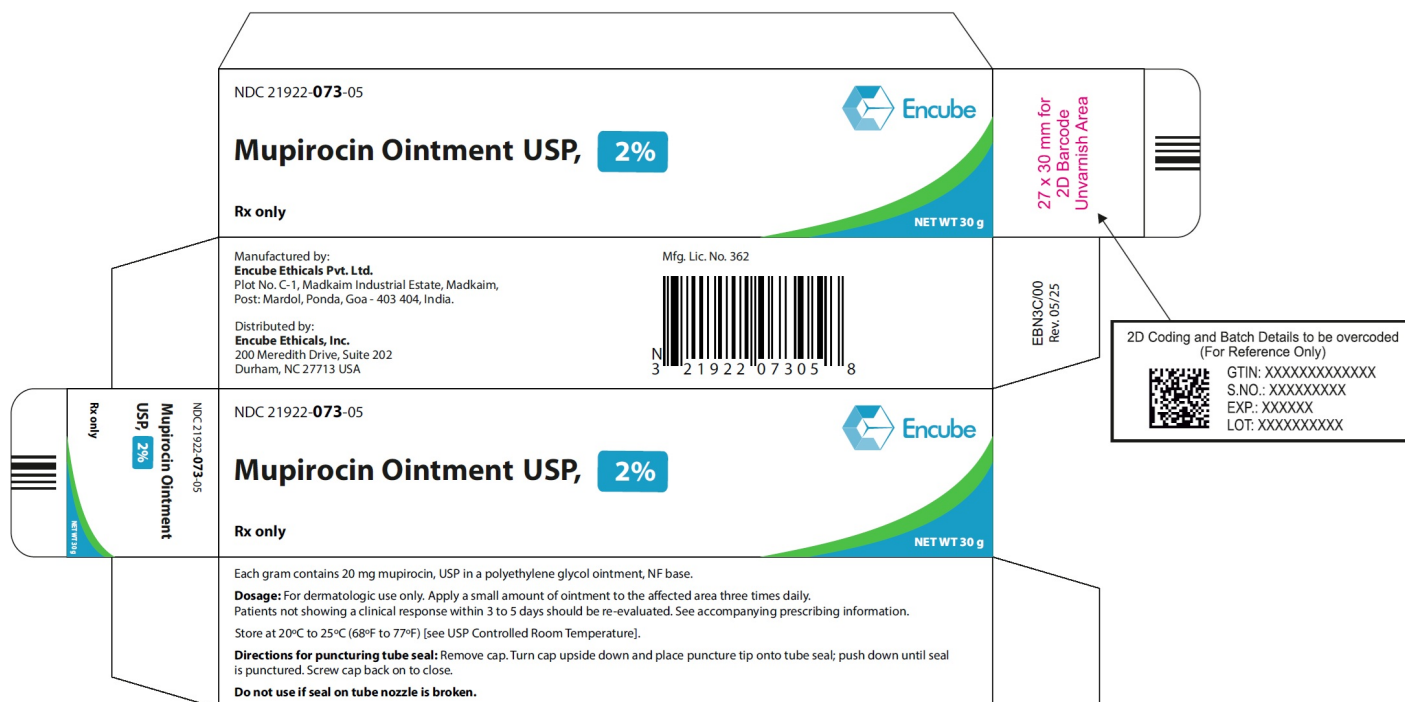 NDC 21922-073-05
Encube
Mupirocin Ointment USP, 2%
Rx only
NET WT 30 g
27 x 30 mm for
2D Barcode
Unvarnish Area
Manufactured by:
Encube Ethicals Pvt. Ltd.
Plot No. C-1, Madkaim Industrial Estate, Madkaim,
Post: Mardol, Ponda, Goa - 403 404, India.
Distributed by:
Encube Ethicals, Inc.
200 Meredith Drive, Suite 202
Durham, NC 27713 USA
Mfg. Lic. No. 362
N
3 21922 07305 8
EBN3C/00
Rev. 05/25
2D Coding and Batch Details to be overcoded
(For Reference Only)
GTIN: XXXXXXXXXXXXX
S.NO.: XXXXXXXXX
EXP.: XXXXXX
LOT: XXXXXXXXXX
NDC 21922-073-05
Mupirocin Ointment
USP, 2%
Rx only
NET WT 30 g
NDC 21922-073-05
Encube
Mupirocin Ointment USP, 2%
Rx only
NET WT 30 g
Each gram contains 20 mg mupirocin, USP in a polyethylene glycol ointment, NF base.
Dosage: For dermatologic use only. Apply a small amount of ointment to the affected area three times daily.
Patients not showing a clinical response within 3 to 5 days should be re-evaluated. See accompanying prescribing information.
Store at 20ºC to 25ºC (68ºF to 77ºF) [see USP Controlled Room Temperature].
Directions for puncturing tube seal: Remove cap. Turn cap upside down and place puncture tip onto tube seal; push down until seal
is punctured. Screw cap back on to close.
Do not use if seal on tube nozzle is broken.